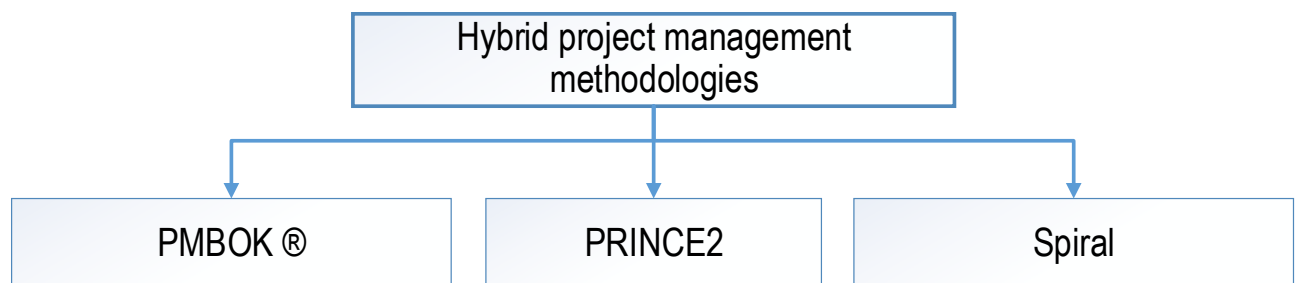 Hybrid project management
methodologies
PMBOK ®
PRINCE2
Spiral